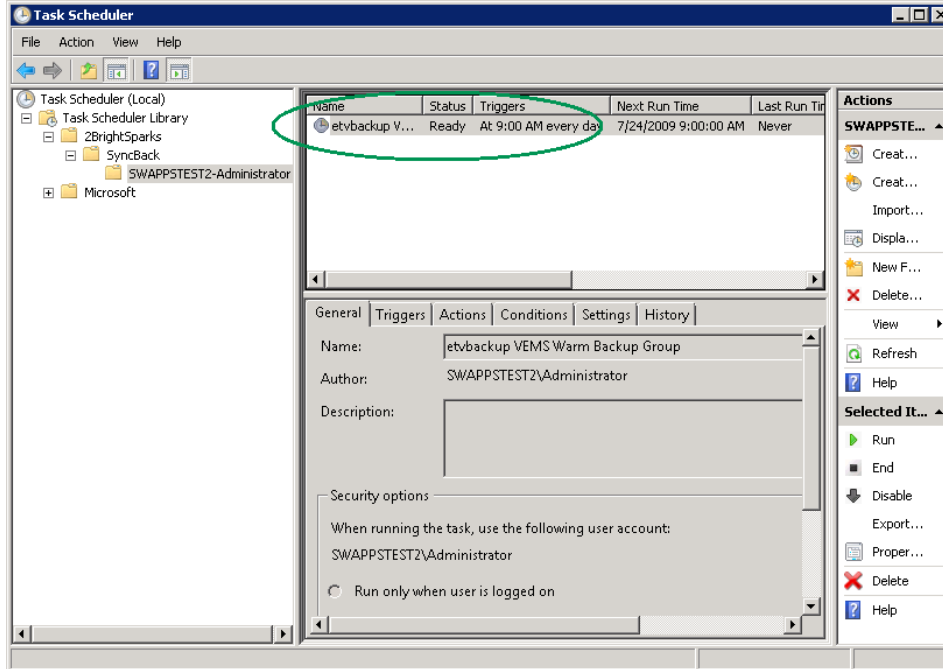 Task Scheduler
File Action View Help
Task Scheduler (Local)
Task Scheduler Library
2BrightSparks
SyncBack
SWAPPSTEST2-Administrator
Microsoft
Name Status Triggers Next Run Time Last Run Tim
etvbackup V... Ready At 9:00 AM every day 7/24/2009 9:00:00 AM Never
General Triggers Actions Conditions Settings History
Name: etvbackup VEMS Warm Backup Group
Author: SWAPPSTEST2\Administrator
Description:
Security options
When running the task, use the following user account:
SWAPPSTEST2\Administrator
Run only when user is logged on
Actions
SWAPPSTE...
Creat...
Creat...
Import...
Displa...
New F...
Delete...
View
Refresh
Help
Selected It...
Run
End
Disable
Export...
Proper...
Delete
Help